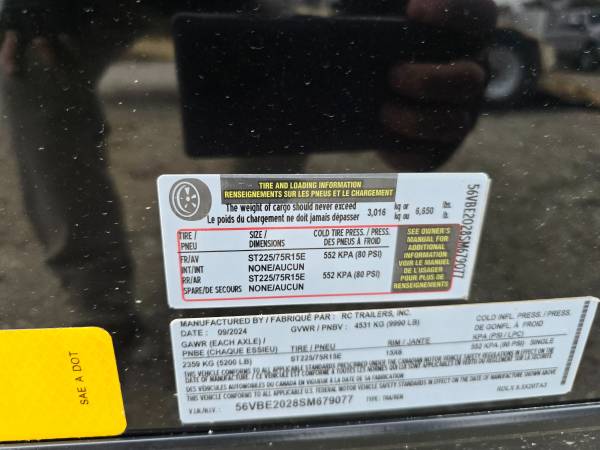 TIRE AND LOADING INFORMATION
RENSEIGNEMENTS SUR LES PNEUS ET LE CHARGEMENT
The weight of cargo should never exceed
Le poids du chargement ne doit jamais dépasser 3,016 kg or kg ou 6,650 lbs. lb.
TIRE / PNEU SIZE / DIMENSIONS COLD TIRE PRESS. / PRESS. DES PNEUS À FROID
FR/AV ST225/75R15E 552 KPA (80 PSI)
INT/INT NONE/AUCUN
RR/AR ST225/75R15E 552 KPA (80 PSI)
SPARE/DE SECOURS NONE/AUCUN
SEE OWNER'S
MANUAL FOR
ADDITIONAL
INFORMATION
VOIR LE MANUEL
DE L'USAGER
POUR PLUS DE
RENSEIGNEMENTS
56VBE2028SM679077
MANUFACTURED BY / FABRIQUÉ PAR : RC TRAILERS, INC.
DATE : 09/2024 GVWR / PNBV : 4531 KG (9990 LB)
GAWR (EACH AXLE) / PNBE (CHAQUE ESSIEU) TIRE / PNEU RIM / JANTE COLD INFL. PRESS. / PRESS. DE GONFL. À FROID KPA (PSI / LPC)
2359 KG (5200 LB) ST225/75R15E 552 KPA (80 PSI) SINGLE
V.I.N./N.I.V.: 56VBE2028SM679077 TYPE: TRA/REM
SAE A DOT